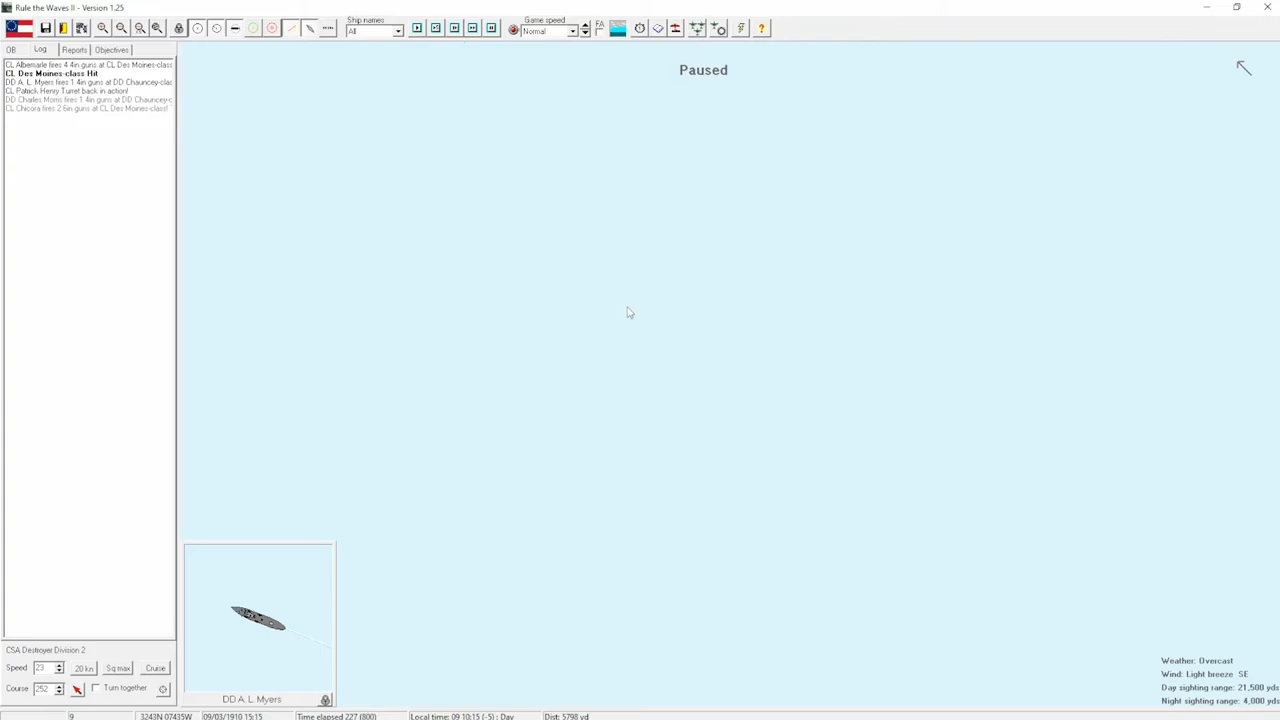 Rule the Waves II - Version 1.25
Ship names
All
Game speed
Normal
FA
OB Log Reports Objectives
CL Albemarle fires 4 4in guns at CL Des Moines-class
CL Des Moines-class Hit
DD A. L. Myers fires 1 4in guns at DD Chauncey-clas
CL Patrick Henry Turret back in action!
DD Charles Morris fires 1 4in guns at DD Chauncey-c
CL Chicora fires 2 6in guns at CL Des Moines-class!
Paused
CSA Destroyer Division 2
Speed 23 20 kn Sq max Cruise
Course 252 Turn together
DD A. L. Myers
Weather: Overcast
Wind: Light breeze SE
Day sighting range: 21,500 yds
Night sighting range: 4,000 yds
9 3243N 07435W 09/03/1910 15:15 Time elapsed 227 (800) Local time: 09 10:15 (-5) : Day Dist: 5798 yd